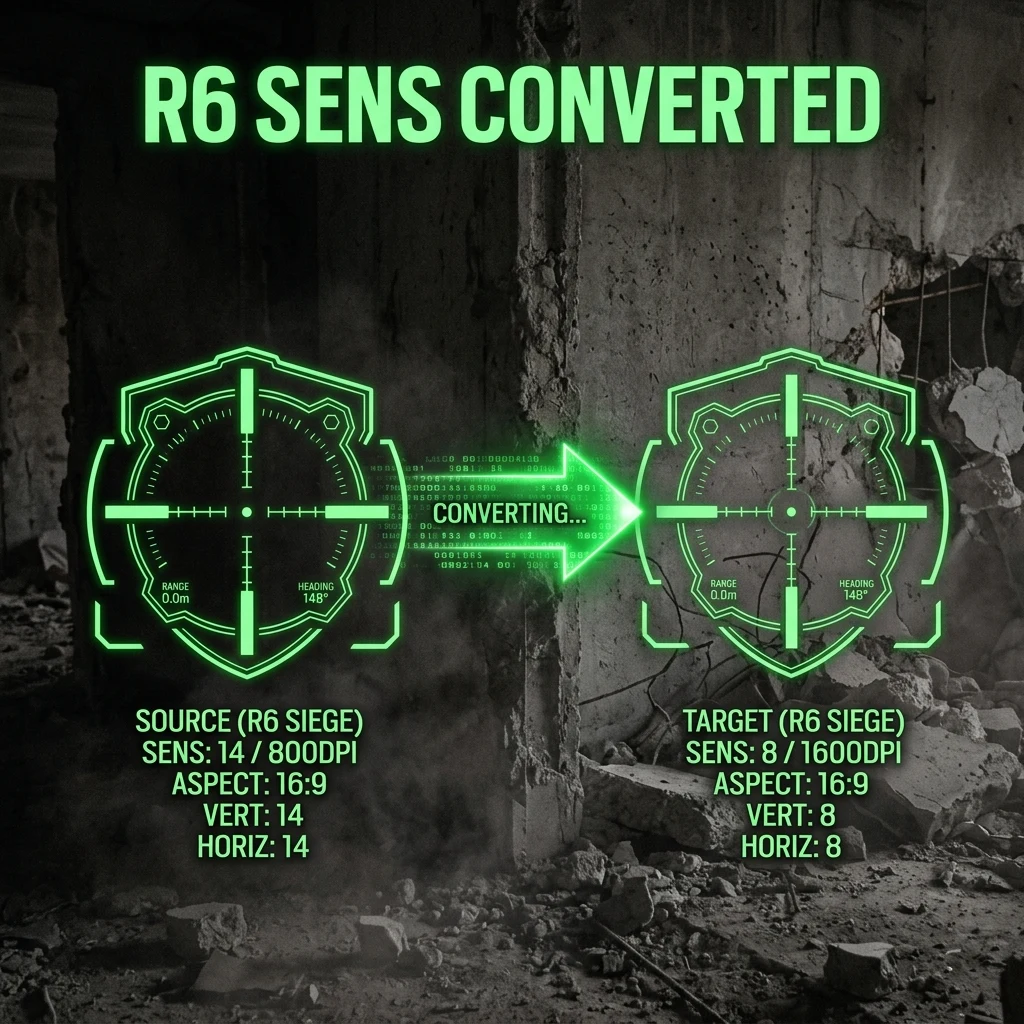 R6 SENS CONVERTED
CONVERTING...
RANGE
0.0m
HEADING
148°
RANGE
0.0m
HEADING
148°
SOURCE (R6 SIEGE)
SENS: 14 / 800DPI
ASPECT: 16:9
VERT: 14
HORIZ: 14
TARGET (R6 SIEGE)
SENS: 8 / 1600DPI
ASPECT: 16:9
VERT: 8
HORIZ: 8